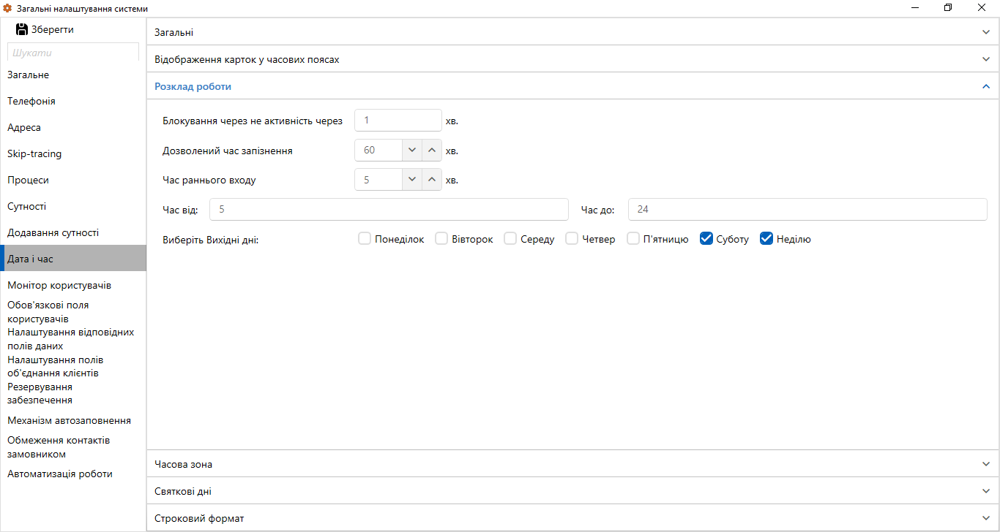 Загальні налаштування системи
Зберегти
Шукати
Загальне
Телефонія
Адреса
Skip-tracing
Процеси
Сутності
Додавання сутності
Дата і час
Монітор користувачів
Обов'язкові поля
користувачів
Налаштування відповідних
полів даних
Налаштування полів
об'єднання клієнтів
Резервування
забезпечення
Механізм автозаповнення
Обмеження контактів
замовником
Автоматизація роботи
Загальні
Відображення карток у часових поясах
Розклад роботи
Блокування через не активність через 1 хв.
Дозволений час запізнення 60 хв.
Час раннього входу 5 хв.
Час від: 5 Час до: 24
Виберіть Вихідні дні: Понеділок Вівторок Середу Четвер П'ятницю Суботу Неділю
Часова зона
Святкові дні
Строковий формат